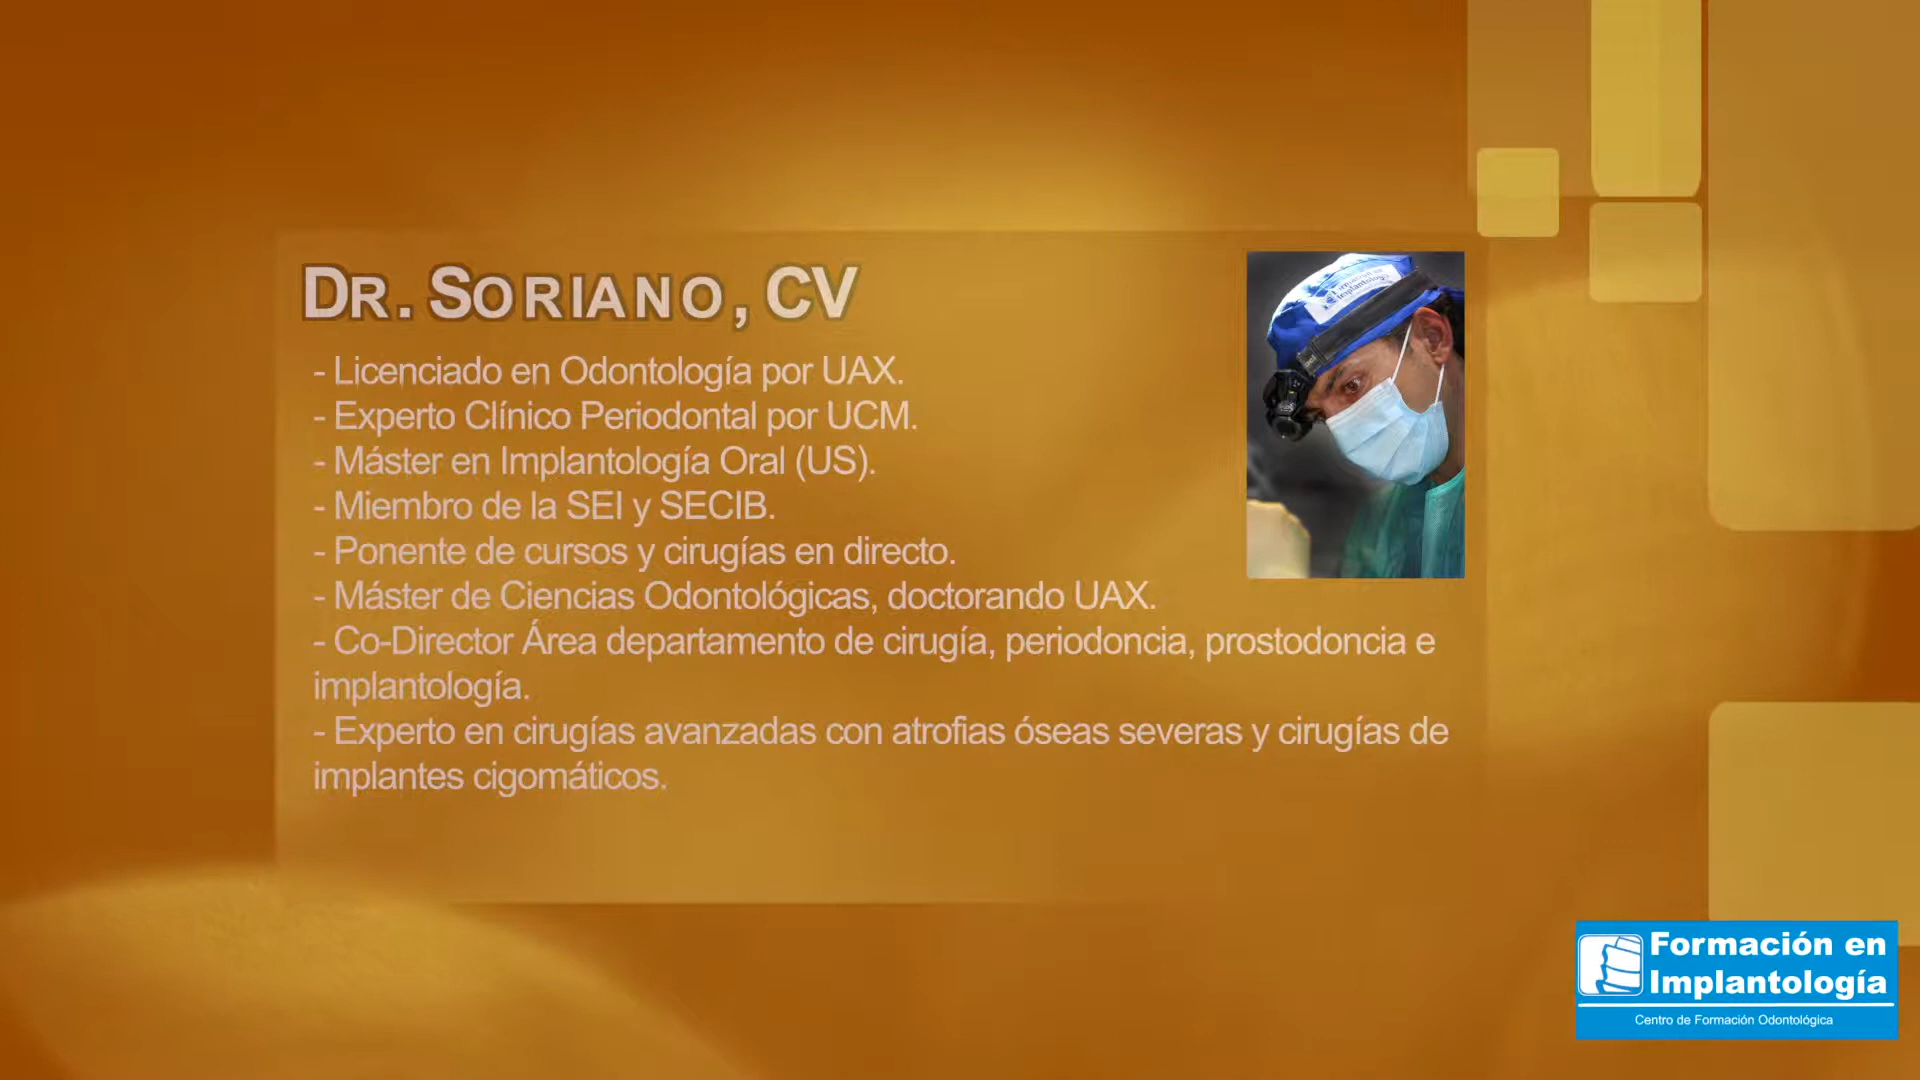 DR. SORIANO, CV
- Licenciado en Odontología por UAX.
- Experto Clínico Periodontal por UCM.
- Máster en Implantología Oral (US).
- Miembro de la SEI y SECIB.
- Ponente de cursos y cirugías en directo.
- Máster de Ciencias Odontológicas, doctorando UAX.
- Co-Director Área departamento de cirugía, periodoncia, prostodoncia e
implantología.
- Experto en cirugías avanzadas con atrofias óseas severas y cirugías de
implantes cigomáticos.
Implantología
Formación en
Implantología
Centro de Formación Odontológica